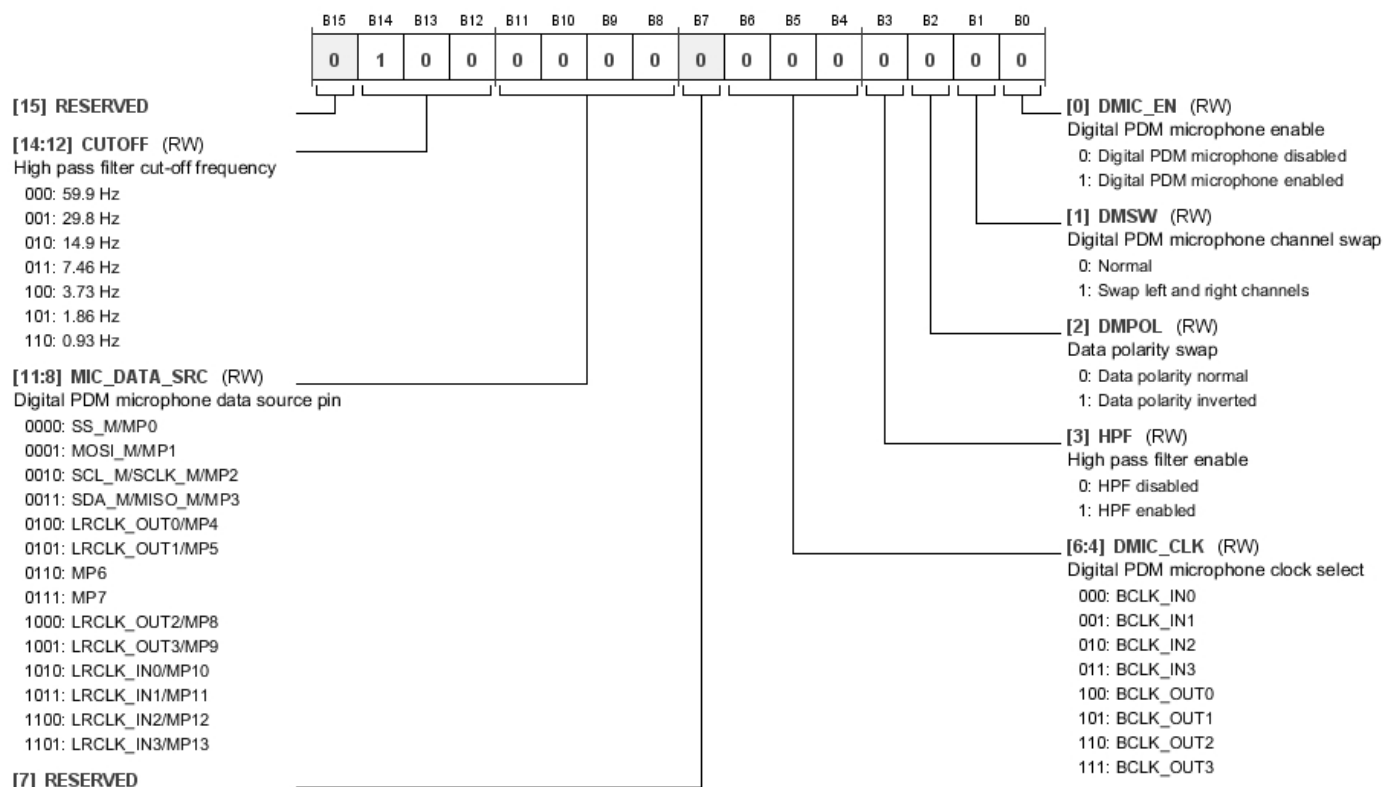 B15 B14 B13 B12 B11 B10 B9 B8 B7 B6 B5 B4 B3 B2 B1 B0
0 1 0 0 0 0 0 0 0 0 0 0 0 0 0 0
[15] RESERVED
[14:12] CUTOFF (RW)
High pass filter cut-off frequency
000: 59.9 Hz
001: 29.8 Hz
010: 14.9 Hz
011: 7.46 Hz
100: 3.73 Hz
101: 1.86 Hz
110: 0.93 Hz
[11:8] MIC_DATA_SRC (RW)
Digital PDM microphone data source pin
0000: SS_M/MP0
0001: MOSI_M/MP1
0010: SCL_M/SCLK_M/MP2
0011: SDA_M/MISO_M/MP3
0100: LRCLK_OUT0/MP4
0101: LRCLK_OUT1/MP5
0110: MP6
0111: MP7
1000: LRCLK_OUT2/MP8
1001: LRCLK_OUT3/MP9
1010: LRCLK_IN0/MP10
1011: LRCLK_IN1/MP11
1100: LRCLK_IN2/MP12
1101: LRCLK_IN3/MP13
[7] RESERVED
[0] DMIC_EN (RW)
Digital PDM microphone enable
0: Digital PDM microphone disabled
1: Digital PDM microphone enabled
[1] DMSW (RW)
Digital PDM microphone channel swap
0: Normal
1: Swap left and right channels
[2] DMPOL (RW)
Data polarity swap
0: Data polarity normal
1: Data polarity inverted
[3] HPF (RW)
High pass filter enable
0: HPF disabled
1: HPF enabled
[6:4] DMIC_CLK (RW)
Digital PDM microphone clock select
000: BCLK_IN0
001: BCLK_IN1
010: BCLK_IN2
011: BCLK_IN3
100: BCLK_OUT0
101: BCLK_OUT1
110: BCLK_OUT2
111: BCLK_OUT3